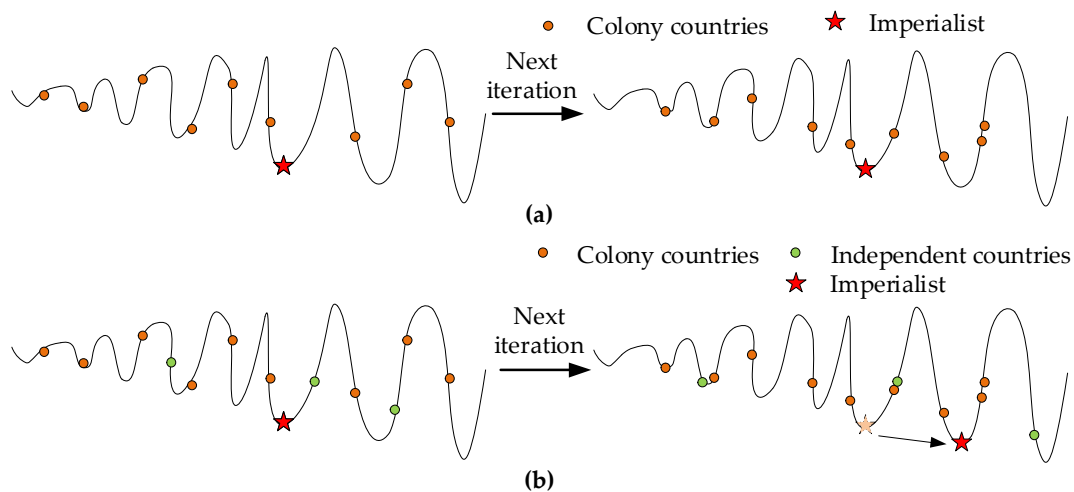 Colony countries
Imperialist
Next
iteration
(a)
Colony countries
Independent countries
Imperialist
Next
iteration
(b)